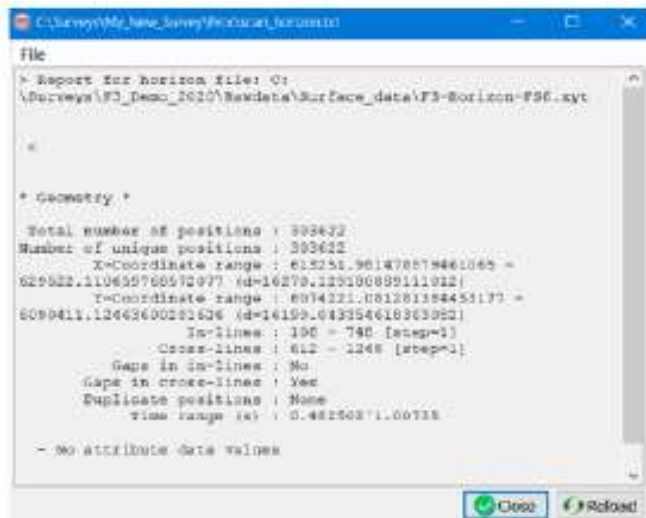 C:\Surveys\My_New_Survey\Proc\scan_horizon.txt
File
> Report for horizon file: C:
\Surveys\F3_Demo_2020\Rawdata\Surface_data\F3-Horizon-FS6.xyt
<
* Geometry *
Total number of positions : 393622
Number of unique positions : 393622
X-Coordinate range :
Y-Coordinate range :
In-lines : 100 - 748 [step=1]
Cross-lines : 612 - 1248 [step=1]
Gaps in in-lines : No
Gaps in cross-lines : Yes
Duplicate positions : None
Time range (s) :
- No attribute data values
Close
Reload